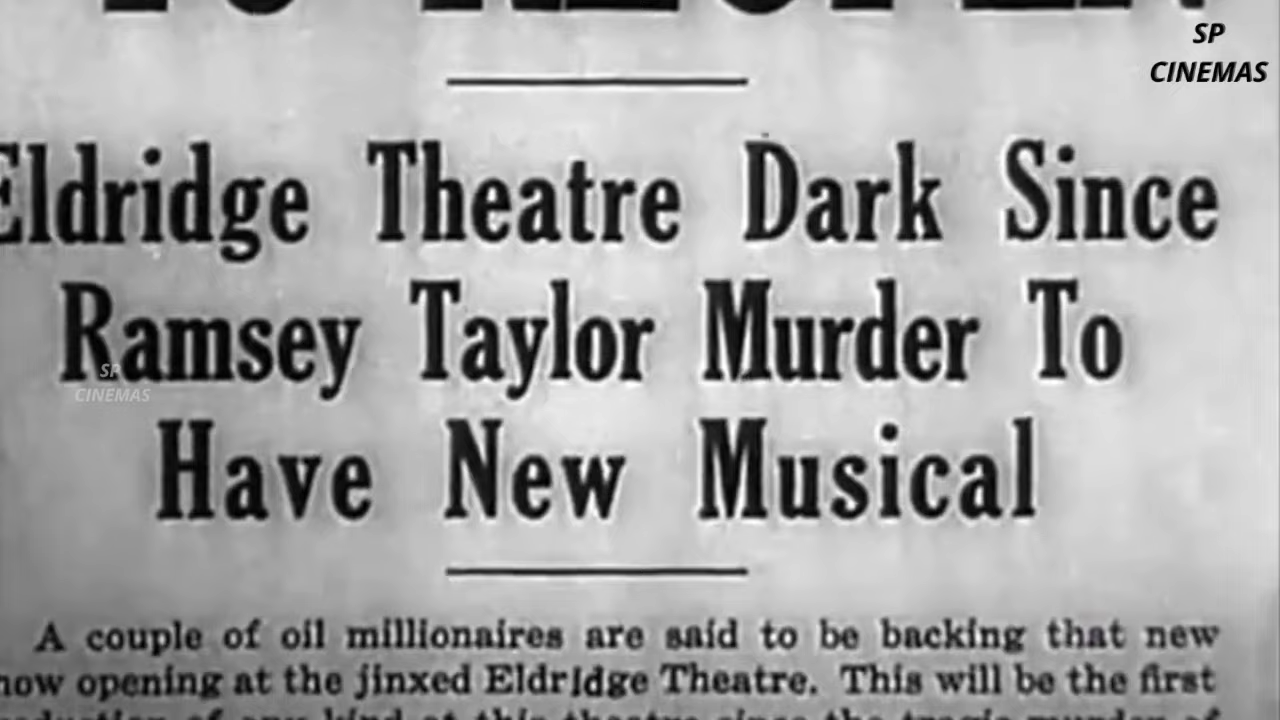 SP
CINEMAS
Eldridge Theatre Dark Since
Ramsey Taylor Murder To
Have New Musical
SP
CINEMAS
A couple of oil millionaires are said to be backing that new
now opening at the jinxed Eldridge Theatre. This will be the first